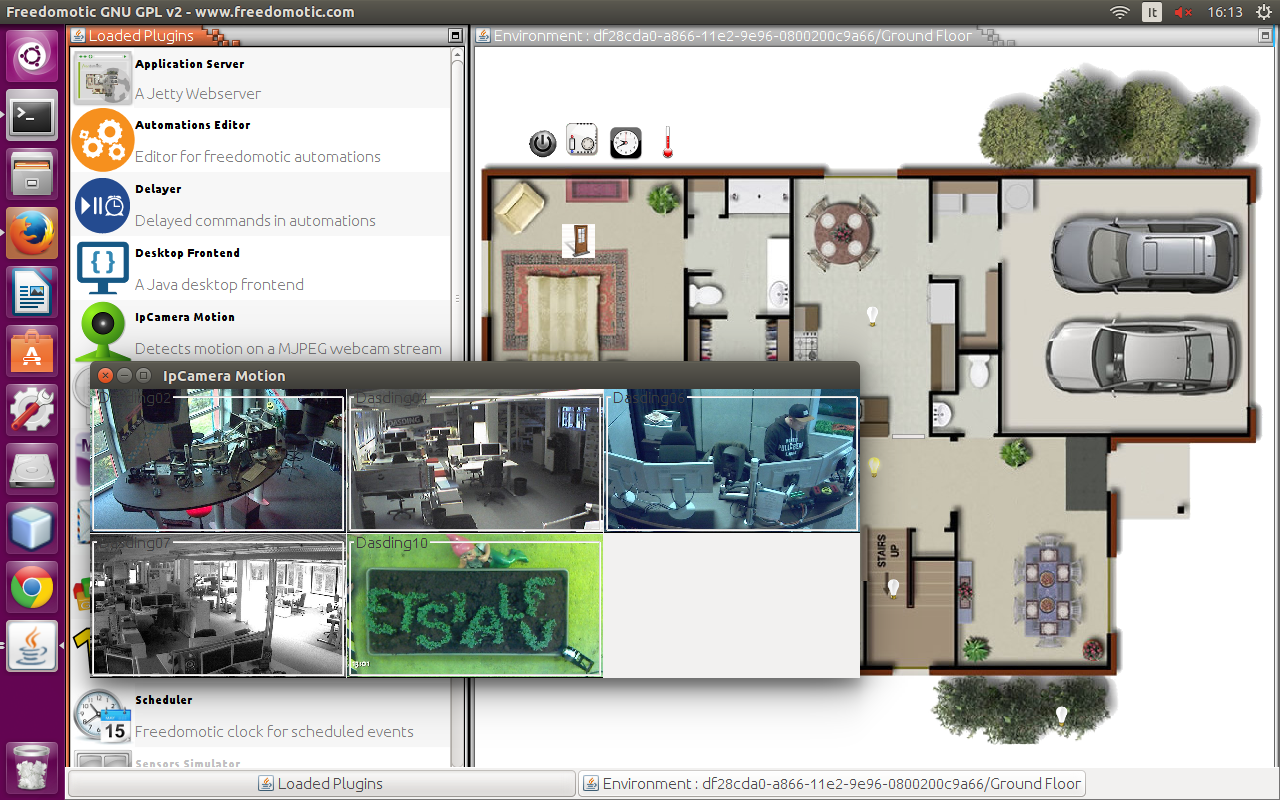 Freedomotic GNU GPL v2 - www.freedomotic.com
It
16:13
Loaded Plugins
Environment : df28cda0-a866-11e2-9e96-0800200c9a66/Ground Floor
Application Server
A Jetty Webserver
Automations Editor
Editor for freedomotic automations
Delayer
Delayed commands in automations
Desktop Frontend
A Java desktop frontend
IpCamera Motion
Detects motion on a MJPEG webcam stream
IpCamera Motion
Dasding02
Dasding04
Dasding06
Dasding07
Dasding10
STAIRS
UP
15
Scheduler
Freedomotic clock for scheduled events
Sensors Simulator
Loaded Plugins
Environment : df28cda0-a866-11e2-9e96-0800200c9a66/Ground Floor